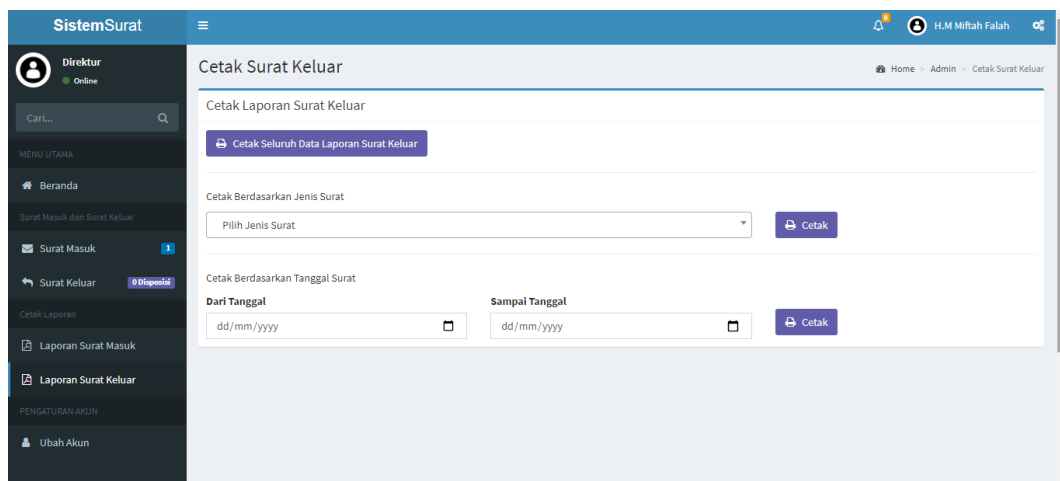 SistemSurat
0
H.M Miftah Falah
Direktur
Online
Cari...
MENU UTAMA
Beranda
Surat Masuk dan Surat Keluar
Surat Masuk 1
Surat Keluar 0 Disposisi
Cetak Laporan
Laporan Surat Masuk
Laporan Surat Keluar
PENGATURAN AKUN
Ubah Akun
Cetak Surat Keluar
Home > Admin > Cetak Surat Keluar
Cetak Laporan Surat Keluar
Cetak Seluruh Data Laporan Surat Keluar
Cetak Berdasarkan Jenis Surat
Pilih Jenis Surat Cetak
Cetak Berdasarkan Tanggal Surat
Dari Tanggal Sampai Tanggal
dd/mm/yyyy dd/mm/yyyy Cetak